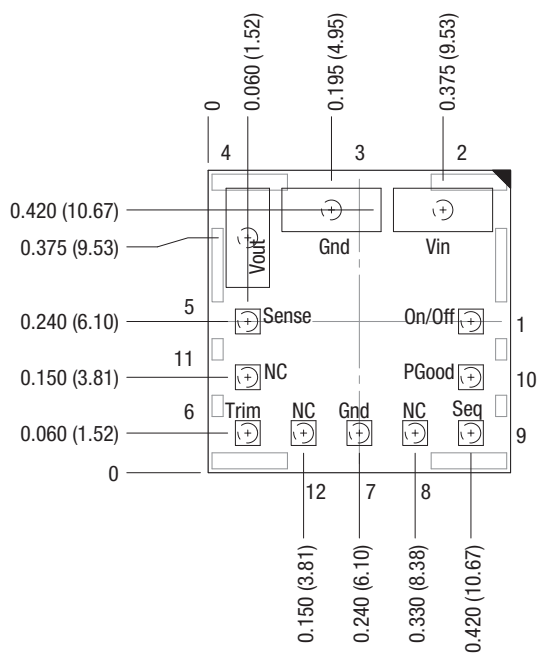 0
0.060 (1.52)
0.195 (4.95)
0.375 (9.53)
4
3
2
0.420 (10.67)
0.375 (9.53)
Vout
Gnd
Vin
5
0.240 (6.10)
Sense
On/Off
1
11
0.150 (3.81)
NC
PGood
10
6
0.060 (1.52)
Trim
NC
Gnd
NC
Seq
9
0
12
7
8
0.150 (3.81)
0.240 (6.10)
0.330 (8.38)
0.420 (10.67)